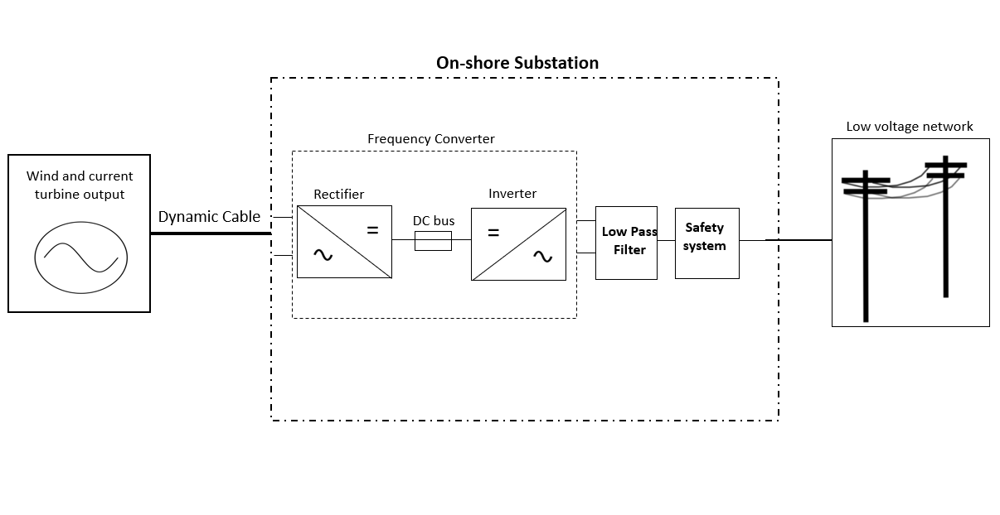 On-shore Substation
Low voltage network
Frequency Converter
Wind and current
turbine output
Rectifier
Inverter
Dynamic Cable
DC bus
=
=
Low Pass
Filter
Safety
system